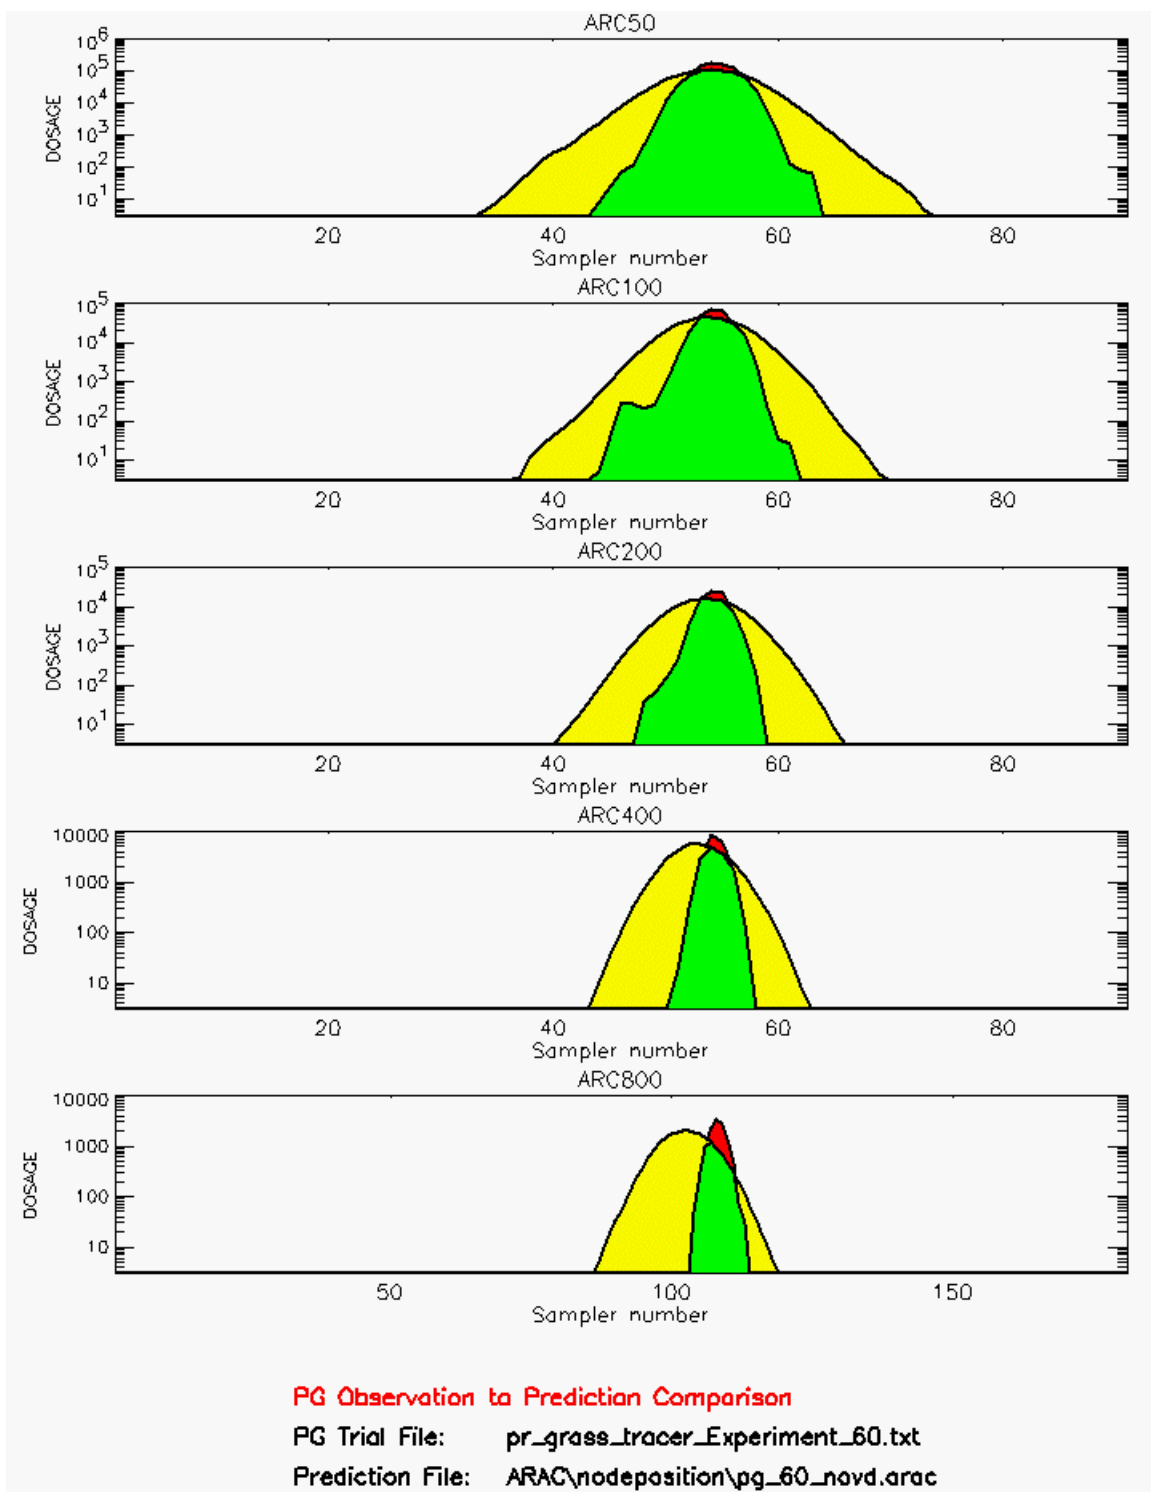 ARC50
10^6
10^5
10^4
10^3
10^2
10^1
DOSAGE
20 40 60 80
Sampler number
ARC100
10^5
10^4
10^3
10^2
10^1
DOSAGE
20 40 60 80
Sampler number
ARC200
10^5
10^4
10^3
10^2
10^1
DOSAGE
20 40 60 80
Sampler number
ARC400
10000
1000
100
10
DOSAGE
20 40 60 80
Sampler number
ARC800
10000
1000
100
10
DOSAGE
50 100 150
Sampler number
PG Observation to Prediction Comparison
PG Trial File: pr_grass_tracer_Experiment_60.txt
Prediction File: ARAC\nodeposition\pg_60_novd.arac